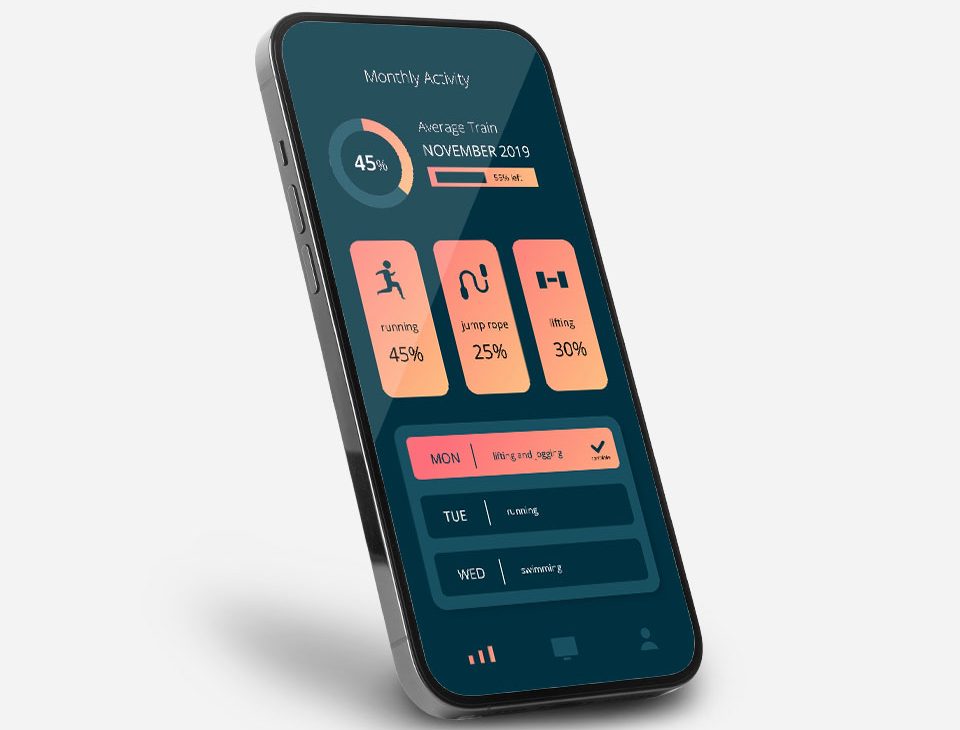 Monthly Activity
Average Train
NOVEMBER 2019
45%
55% left
running
45%
jump rope
25%
lifting
30%
MON
lifting and jogging
TUE
running
WED
swimming